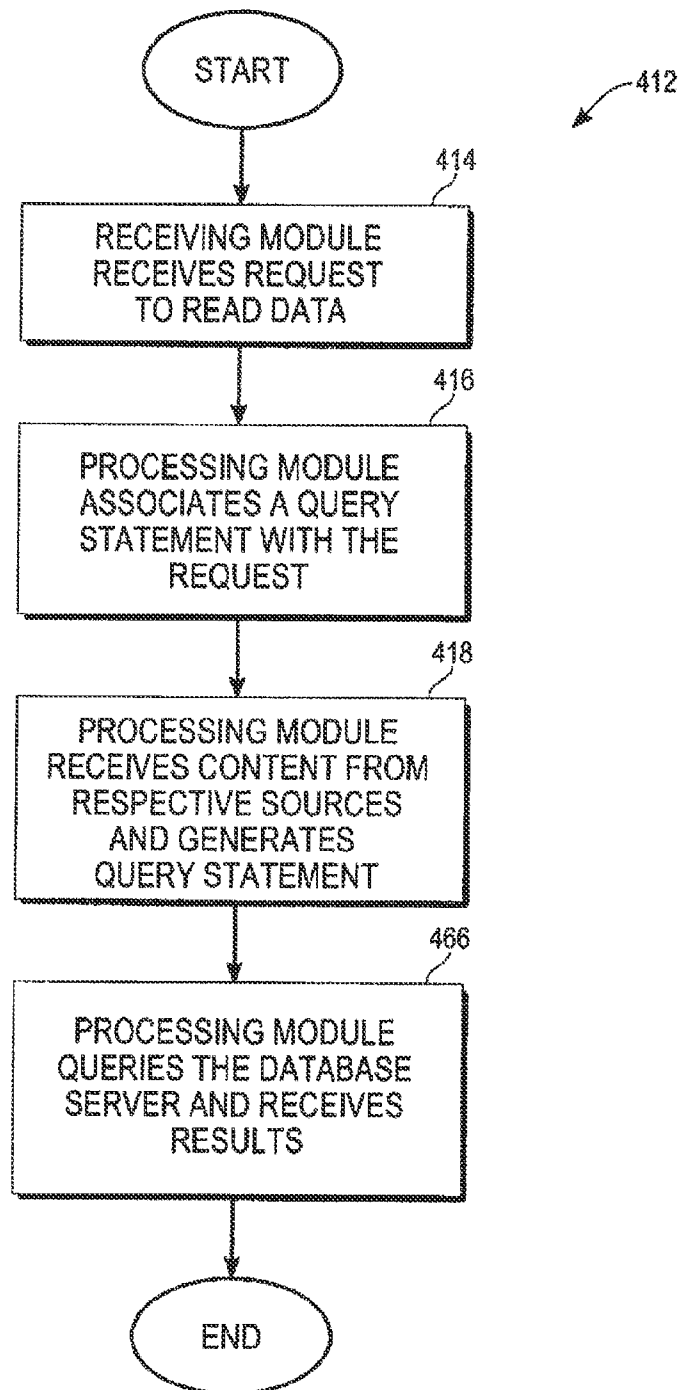 START
412
414
RECEIVING MODULE
RECEIVES REQUEST
TO READ DATA
416
PROCESSING MODULE
ASSOCIATES A QUERY
STATEMENT WITH THE
REQUEST
418
PROCESSING MODULE
RECEIVES CONTENT FROM
RESPECTIVE SOURCES
AND GENERATES
QUERY STATEMENT
466
PROCESSING MODULE
QUERIES THE DATABASE
SERVER AND RECEIVES
RESULTS
END